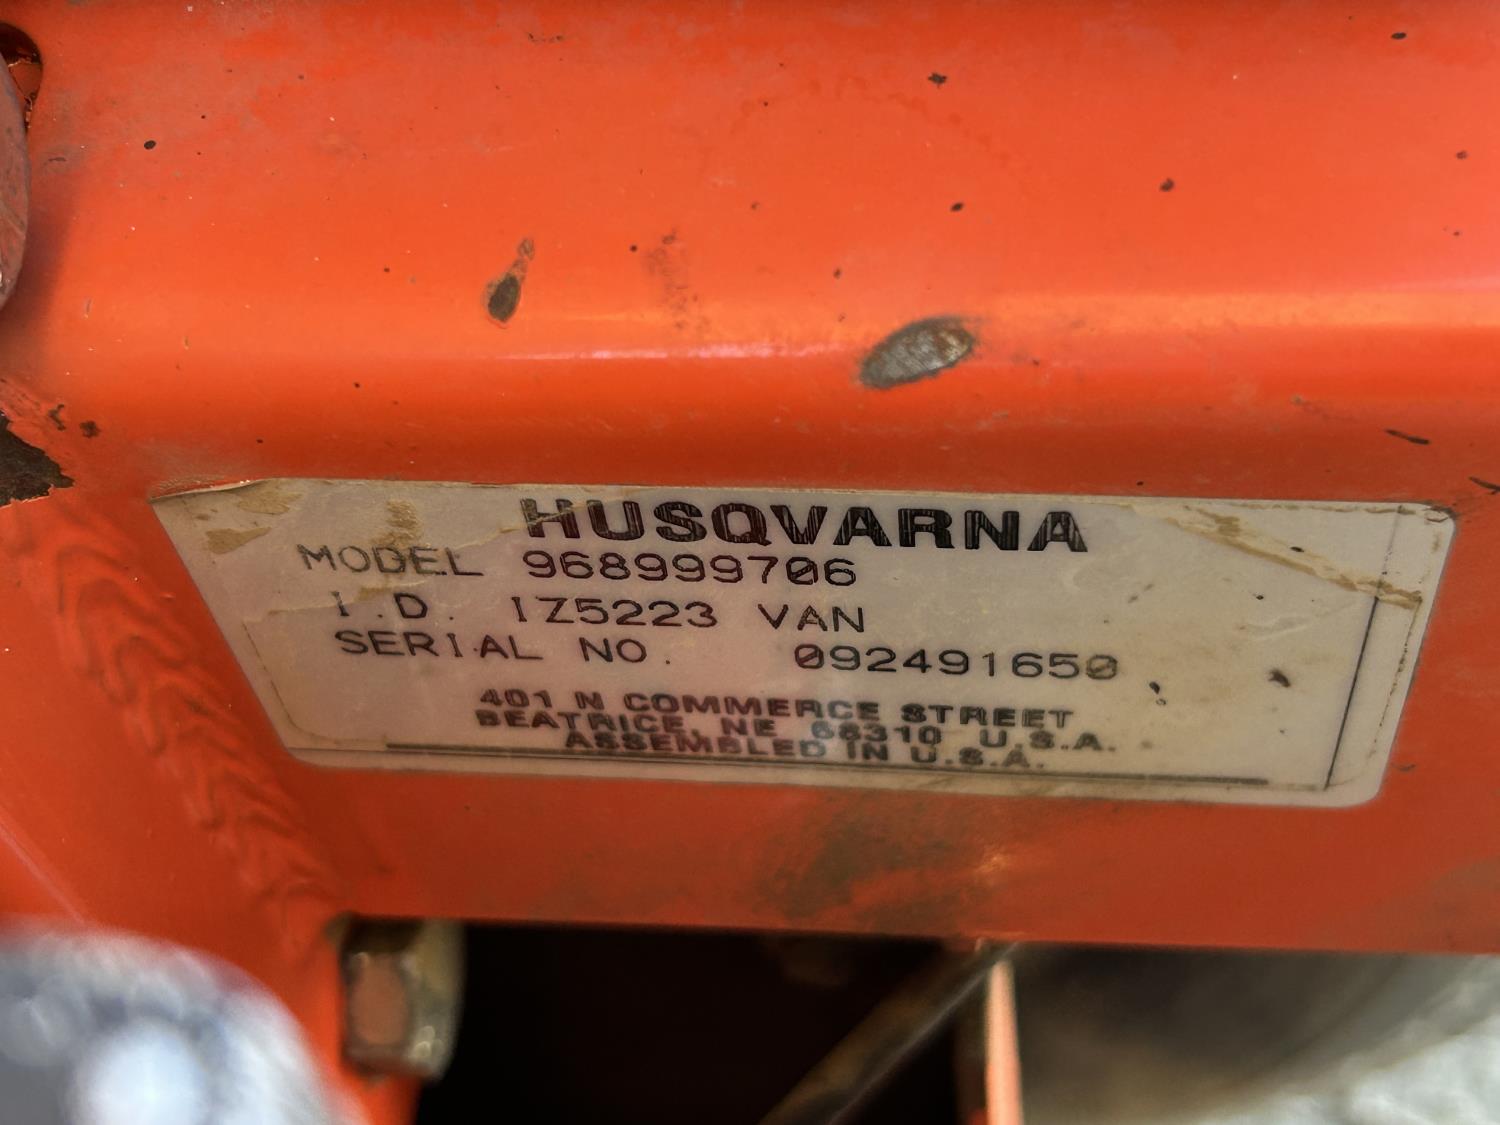 HUSQVARNA
MODEL 968999706
I.D. IZ5223 VAN
SERIAL NO. 092491650
401 N COMMERCE STREET
BEATRICE, NE 68310 U.S.A.
ASSEMBLED IN U.S.A.